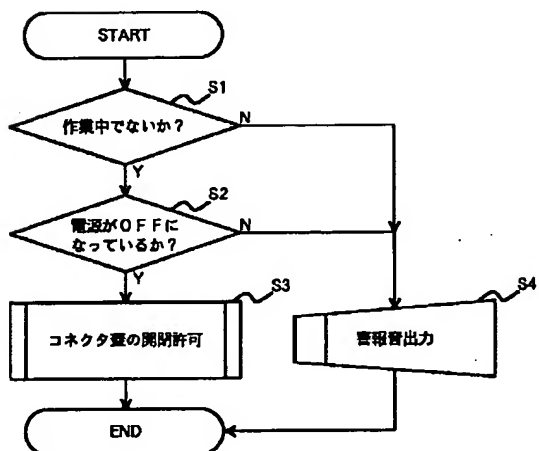 START
S1
作業中でないか?
N
Y
S2
電源がOFFに
なっているか?
N
Y
S3
コネクタ蓋の開閉許可
S4
警報音出力
END